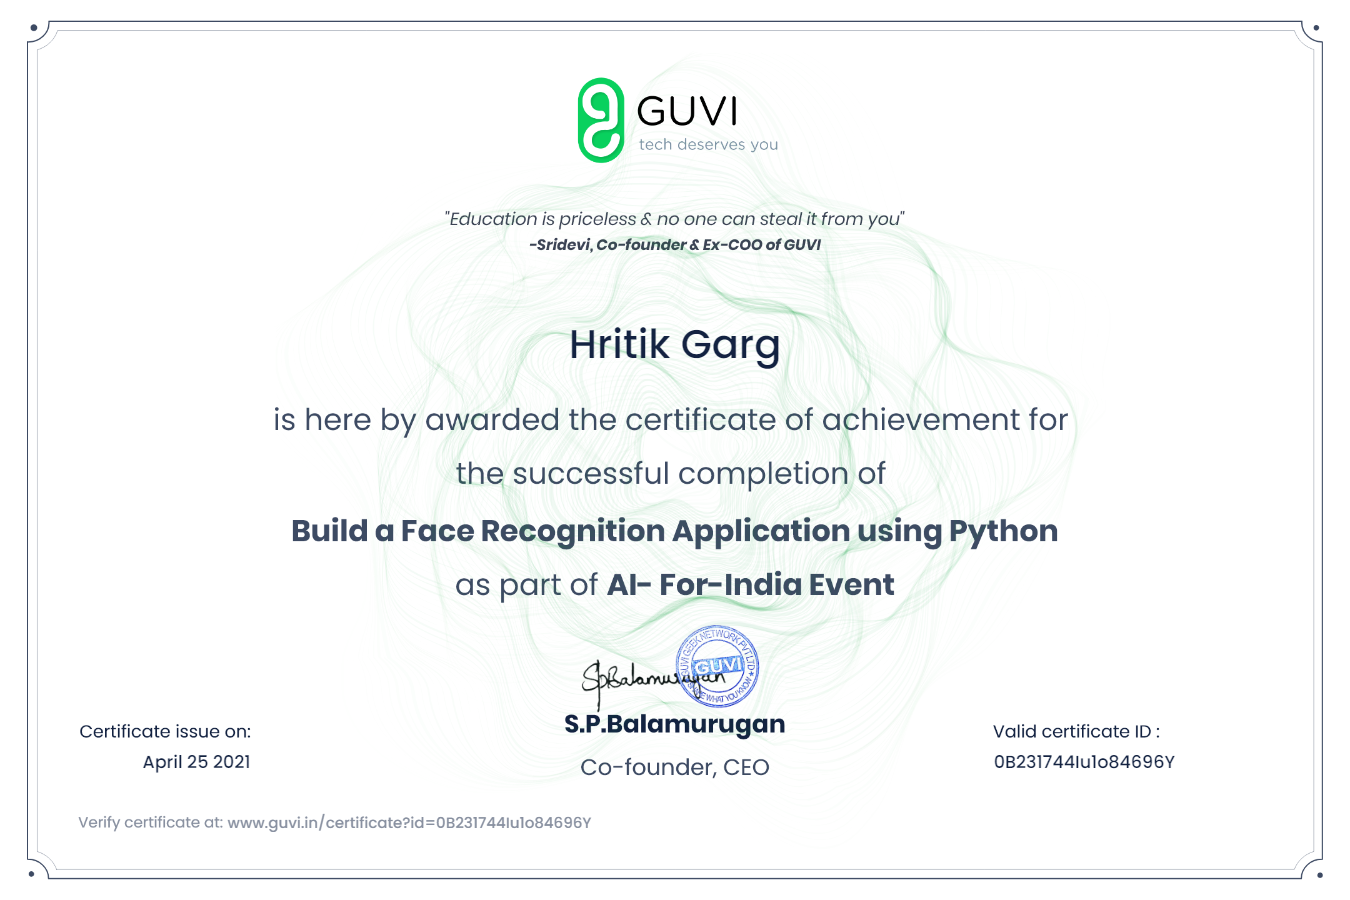 GUVI
tech deserves you
"Education is priceless & no one can steal it from you"
-Sridevi, Co-founder & Ex-COO of GUVI
Hritik Garg
is here by awarded the certificate of achievement for
the successful completion of
Build a Face Recognition Application using Python
as part of AI- For-India Event
GUVI GEEK NETWORK PVT LTD
GUVI
WHAT YOU KNOW
SpBalamurugan
S.P.Balamurugan
Co-founder, CEO
Certificate issue on:
April 25 2021
Valid certificate ID :
0B231744Iu1o84696Y
Verify certificate at: www.guvi.in/certificate?id=0B231744Iu1o84696Y